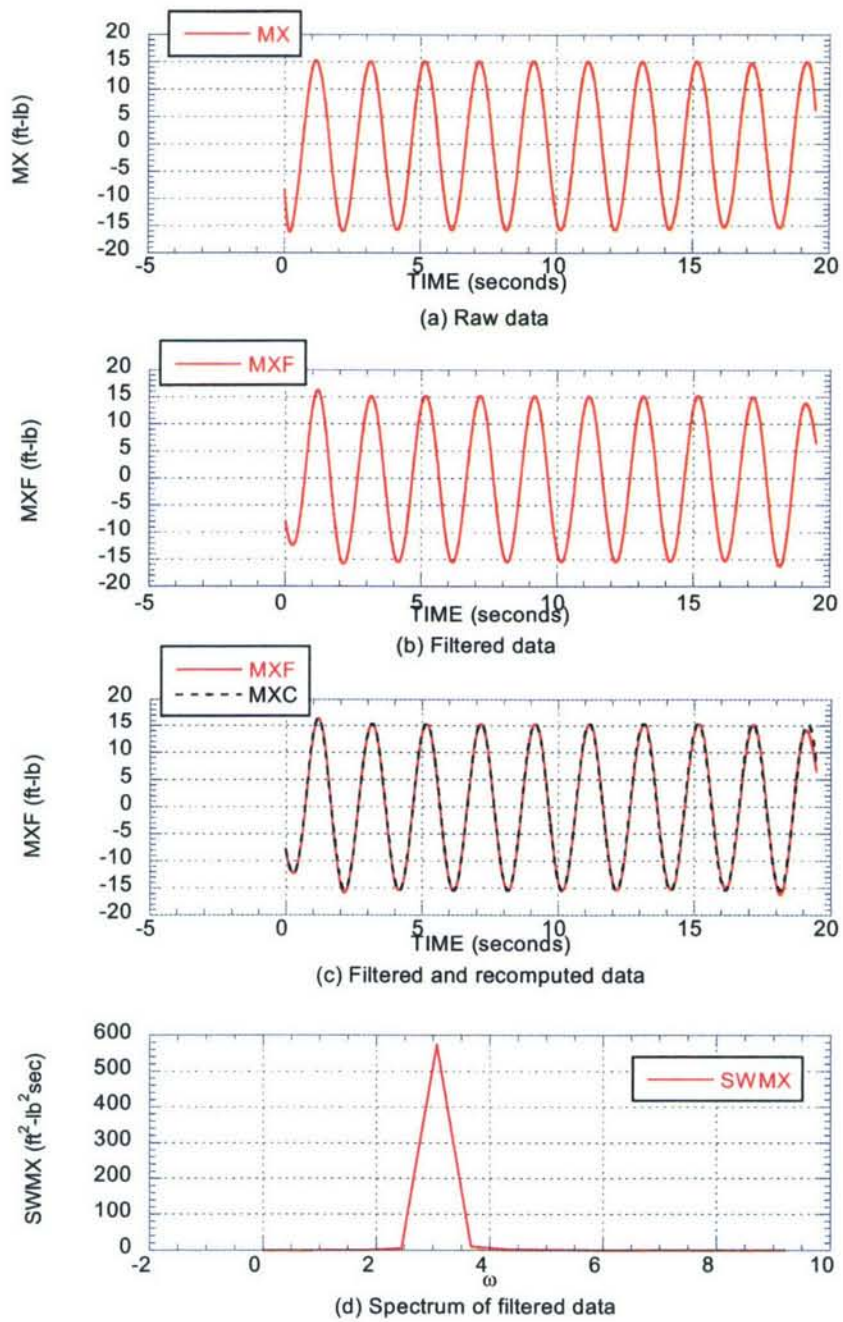 MX
MX (ft-lb)
20
15
10
5
0
-5
-10
-15
-20
-5 0 5 10 15 20
TIME (seconds)
(a) Raw data
MXF
MXF (ft-lb)
20
15
10
5
0
-5
-10
-15
-20
-5 0 5 10 15 20
TIME (seconds)
(b) Filtered data
MXF
MXC
MXF (ft-lb)
20
15
10
5
0
-5
-10
-15
-20
-5 0 5 10 15 20
TIME (seconds)
(c) Filtered and recomputed data
SWMX
SWMX (ft²-lb²sec)
600
500
400
300
200
100
0
-2 0 2 4 6 8 10
ω
(d) Spectrum of filtered data